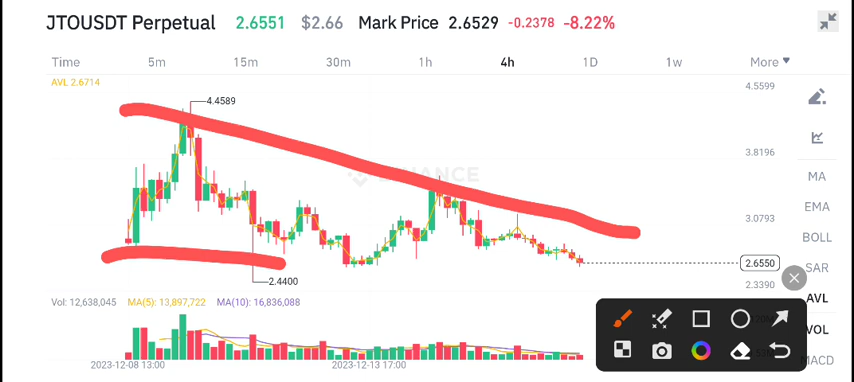 JTOUSDT Perpetual 2.6551 $2.66 Mark Price 2.6529 -0.2378 -8.22%
Time 5m 15m 30m 1h 4h 1D 1w More
AVL 2.6714
4.5599
4.4589
3.8196
BINANCE
MA
EMA
3.0793
BOLL
2.6550
SAR
2.4400
2.3390
AVL
Vol: 12,638,045 MA(5): 13,897,722 MA(10): 16,836,088
VOL
MACD
2023-12-08 13:00 2023-12-13 17:00